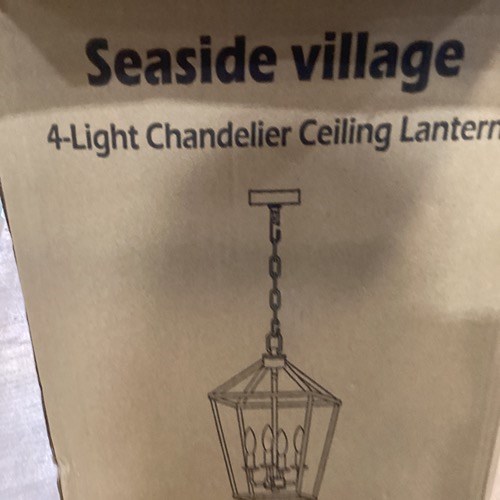 Seaside village
4-Light Chandelier Ceiling Lantern